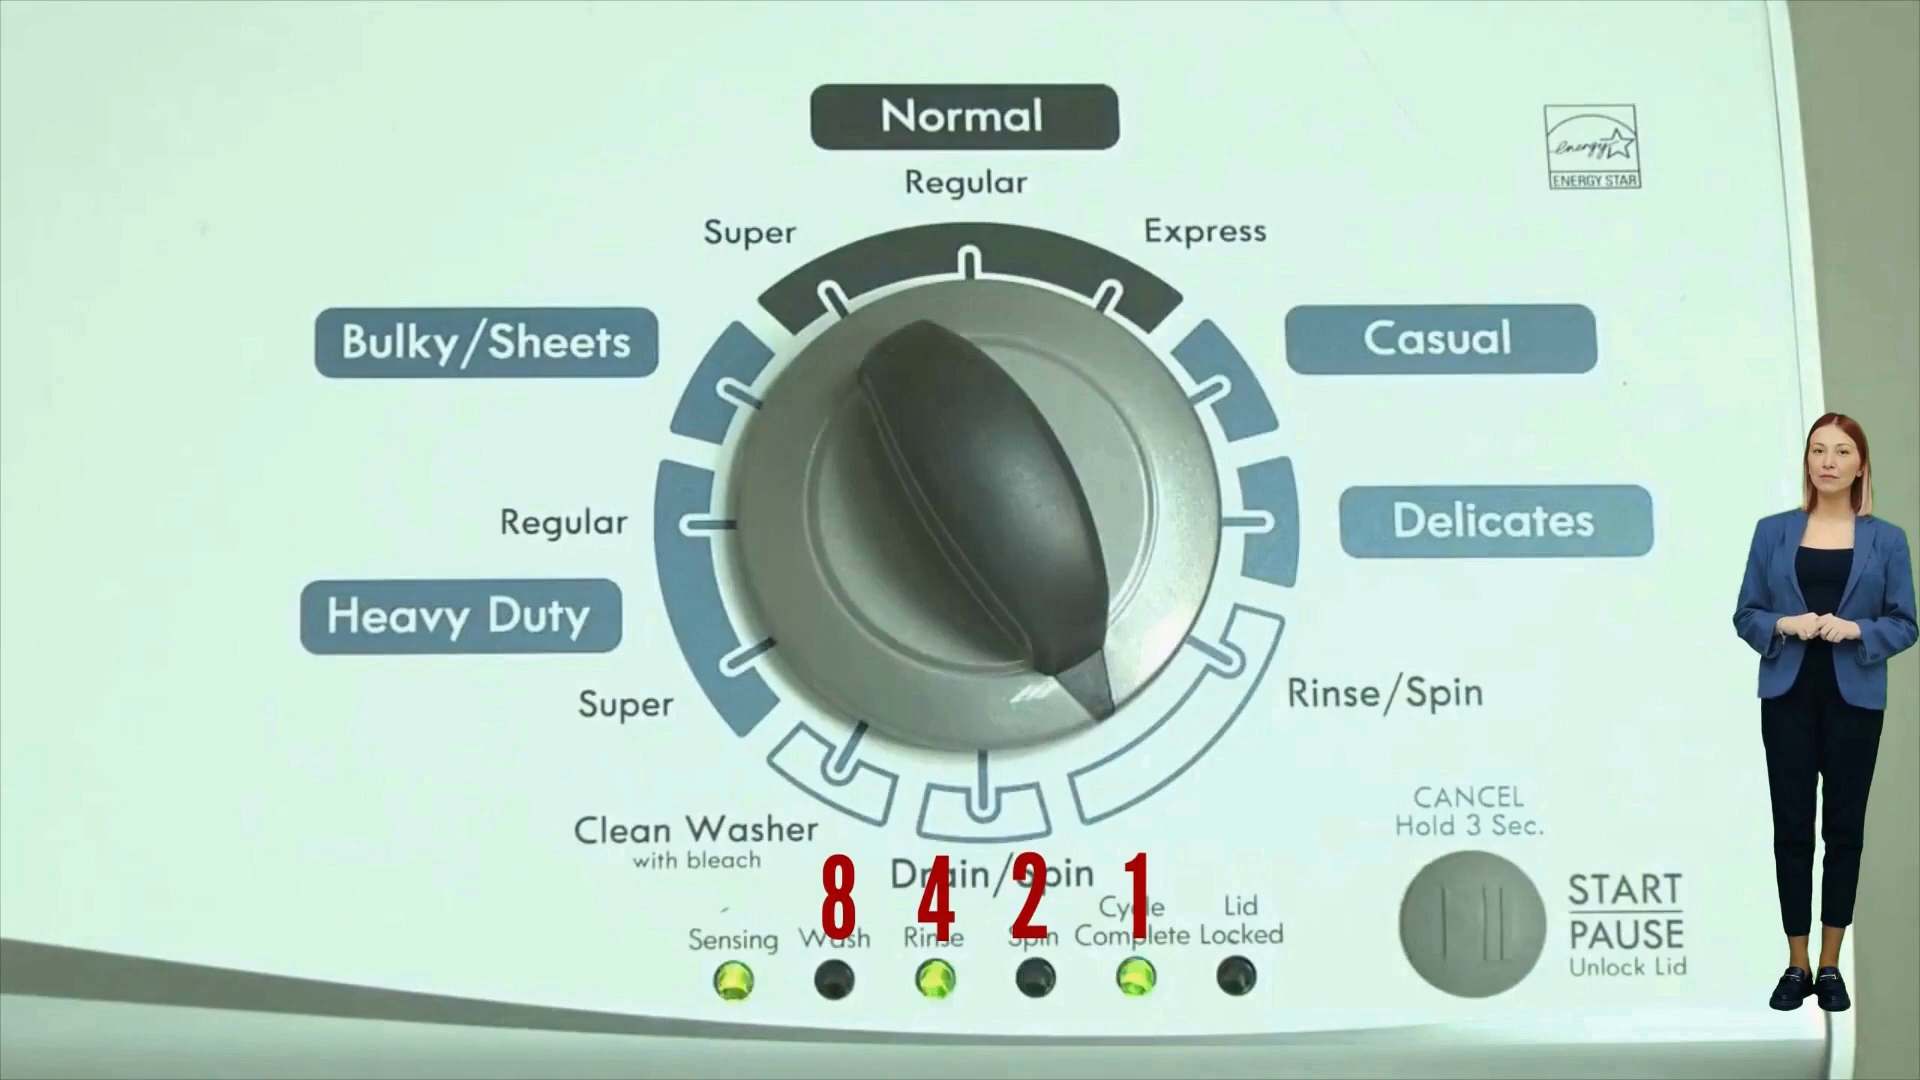 Normal
Regular
Super
Express
energy
ENERGY STAR
Bulky/Sheets
Casual
Regular
Delicates
Heavy Duty
Super
Rinse/Spin
CANCEL
Hold 3 Sec.
Clean Washer
with bleach
Drain/Spin
8 4 2 1
START
PAUSE
Unlock Lid
Sensing
Wash
Rinse
Spin
Cycle
Complete
Lid
Locked